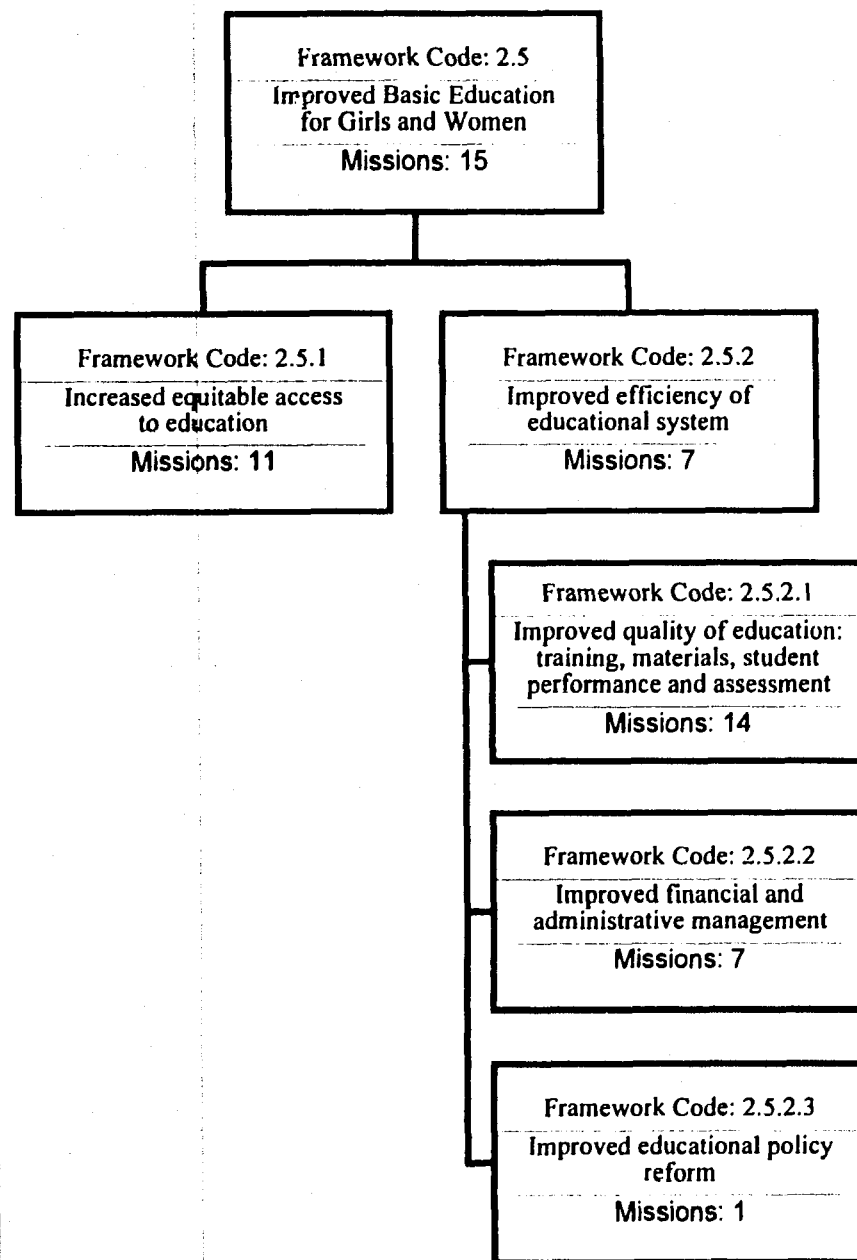 Framework Code: 2.5
Improved Basic Education
for Girls and Women
Missions: 15
Framework Code: 2.5.1
Increased equitable access
to education
Missions: 11
Framework Code: 2.5.2
Improved efficiency of
educational system
Missions: 7
Framework Code: 2.5.2.1
Improved quality of education:
training, materials, student
performance and assessment
Missions: 14
Framework Code: 2.5.2.2
Improved financial and
administrative management
Missions: 7
Framework Code: 2.5.2.3
Improved educational policy
reform
Missions: 1